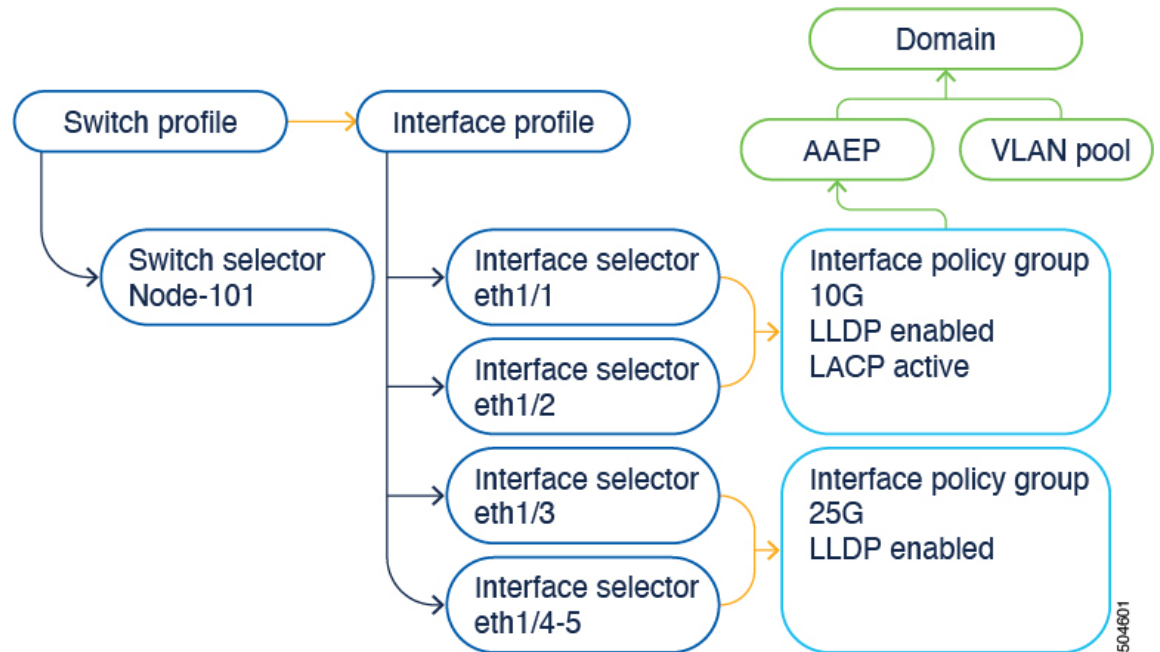 Domain
Switch profile
Interface profile
AAEP
VLAN pool
Switch selector
Node-101
Interface selector
eth1/1
Interface selector
eth1/2
Interface selector
eth1/3
Interface selector
eth1/4-5
Interface policy group
10G
LLDP enabled
LACP active
Interface policy group
25G
LLDP enabled
504601